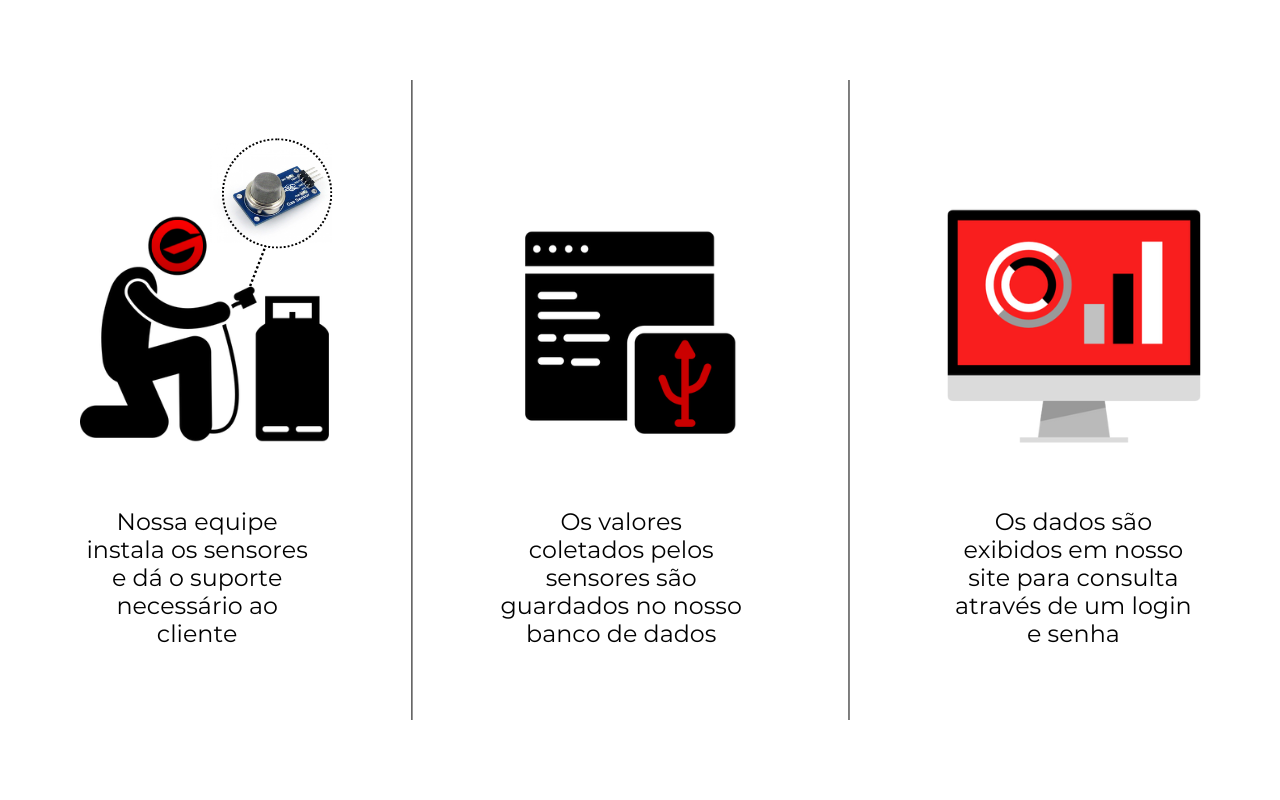 Nossa equipe
instala os sensores
e dá o suporte
necessário ao
cliente
Os valores
coletados pelos
sensores são
guardados no nosso
banco de dados
Os dados são
exibidos em nosso
site para consulta
através de um login
e senha